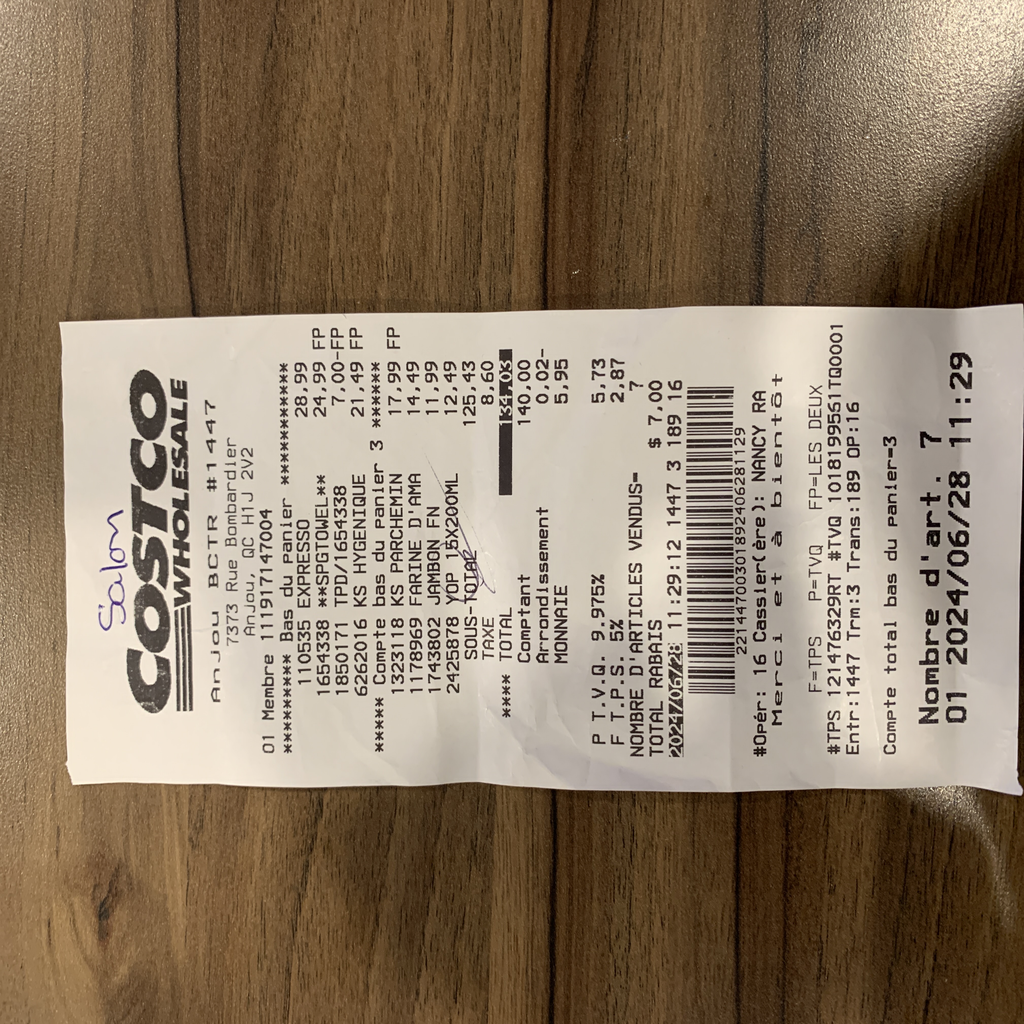 Salon
COSTCO
WHOLESALE
Anjou BCTR #1447
7373 Rue Bombardier
Anjou, QC H1J 2V2
01 Membre 111917147004
********* Bas du panier ***********
110535 EXPRESSO 28,99
1654338 **SPGTOWEL** 24,99 FP
1850171 TPD/1654338 7,00-FP
6262016 KS HYGENIQUE 21,49 FP
***** Compte bas du panier 3 ******
1323118 KS PARCHEMIN 17,99 FP
1178969 FARINE D'AMA 14,49
1743802 JAMBON FN 11,99
2425878 YOP 15X200ML 12,49
SOUS-TOTAL 125,43
TAXE 8,60
**** TOTAL 134,03
Comptant 140,00
Arrondissement 0,02-
MONNAIE 5,95
P T.V.Q. 9.975% 5,73
F T.P.S. 5% 2,87
NOMBRE D'ARTICLES VENDUS= 7
TOTAL RABAIS $ 7,00
2024/06/28 11:29:12 1447 3 189 16
22144700301892406281129
#Opér: 16 Cassier(ère): NANCY RA
Merci et à bientôt
F=TPS P=TVQ FP=LES DEUX
#TPS 121476329RT #TVQ 1018199561TQ0001
Entr:1447 Trm:3 Trans:189 OP:16
Compte total bas du panier=3
Nombre d'art. 7
01 2024/06/28 11:29